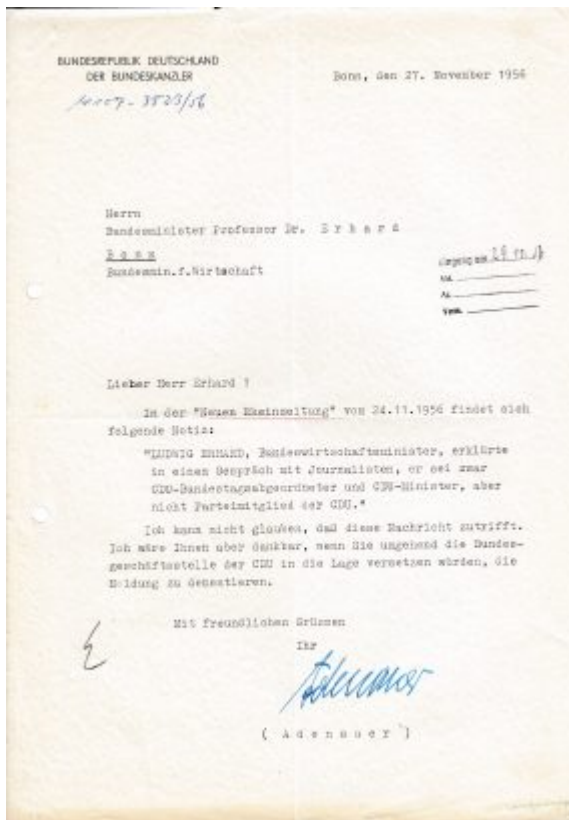 BUNDESREPUBLIK DEUTSCHLAND
DER BUNDESKANZLER
Bonn, den 27. November 1956
3523/56
Herrn
Bundesminister Professor Dr. E r h a r d
B o n n
Bundesmin.f.Wirtschaft
Eingang am
Lieber Herr Erhard !
In der "Neuen Rheinzeitung" vom 24.11.1956 findet sich
folgende Notiz:
"LUDWIG ERHARD, Bundeswirtschaftsminister, erklärte
in einem Gespräch mit Journalisten, er sei zwar
CDU-Bundestagsabgeordneter und CDU-Minister, aber
nicht Parteimitglied der CDU."
Ich kann nicht glauben, daß diese Nachricht zutrifft.
Ich wäre Ihnen aber dankbar, wenn Sie umgehend die Bundes-
geschäftsstelle der CDU in die Lage versetzen würden, die
Meldung zu dementieren.
Mit freundlichen Grüssen
Ihr
Adenauer
( A d e n a u e r )